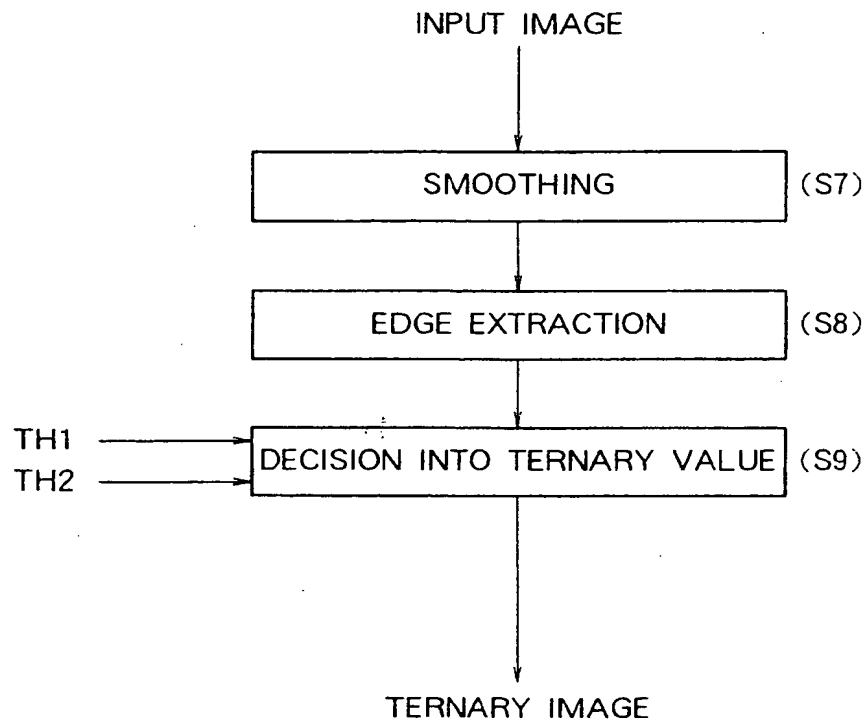 INPUT IMAGE
SMOOTHING (S7)
EDGE EXTRACTION (S8)
TH1
DECISION INTO TERNARY VALUE (S9)
TH2
TERNARY IMAGE